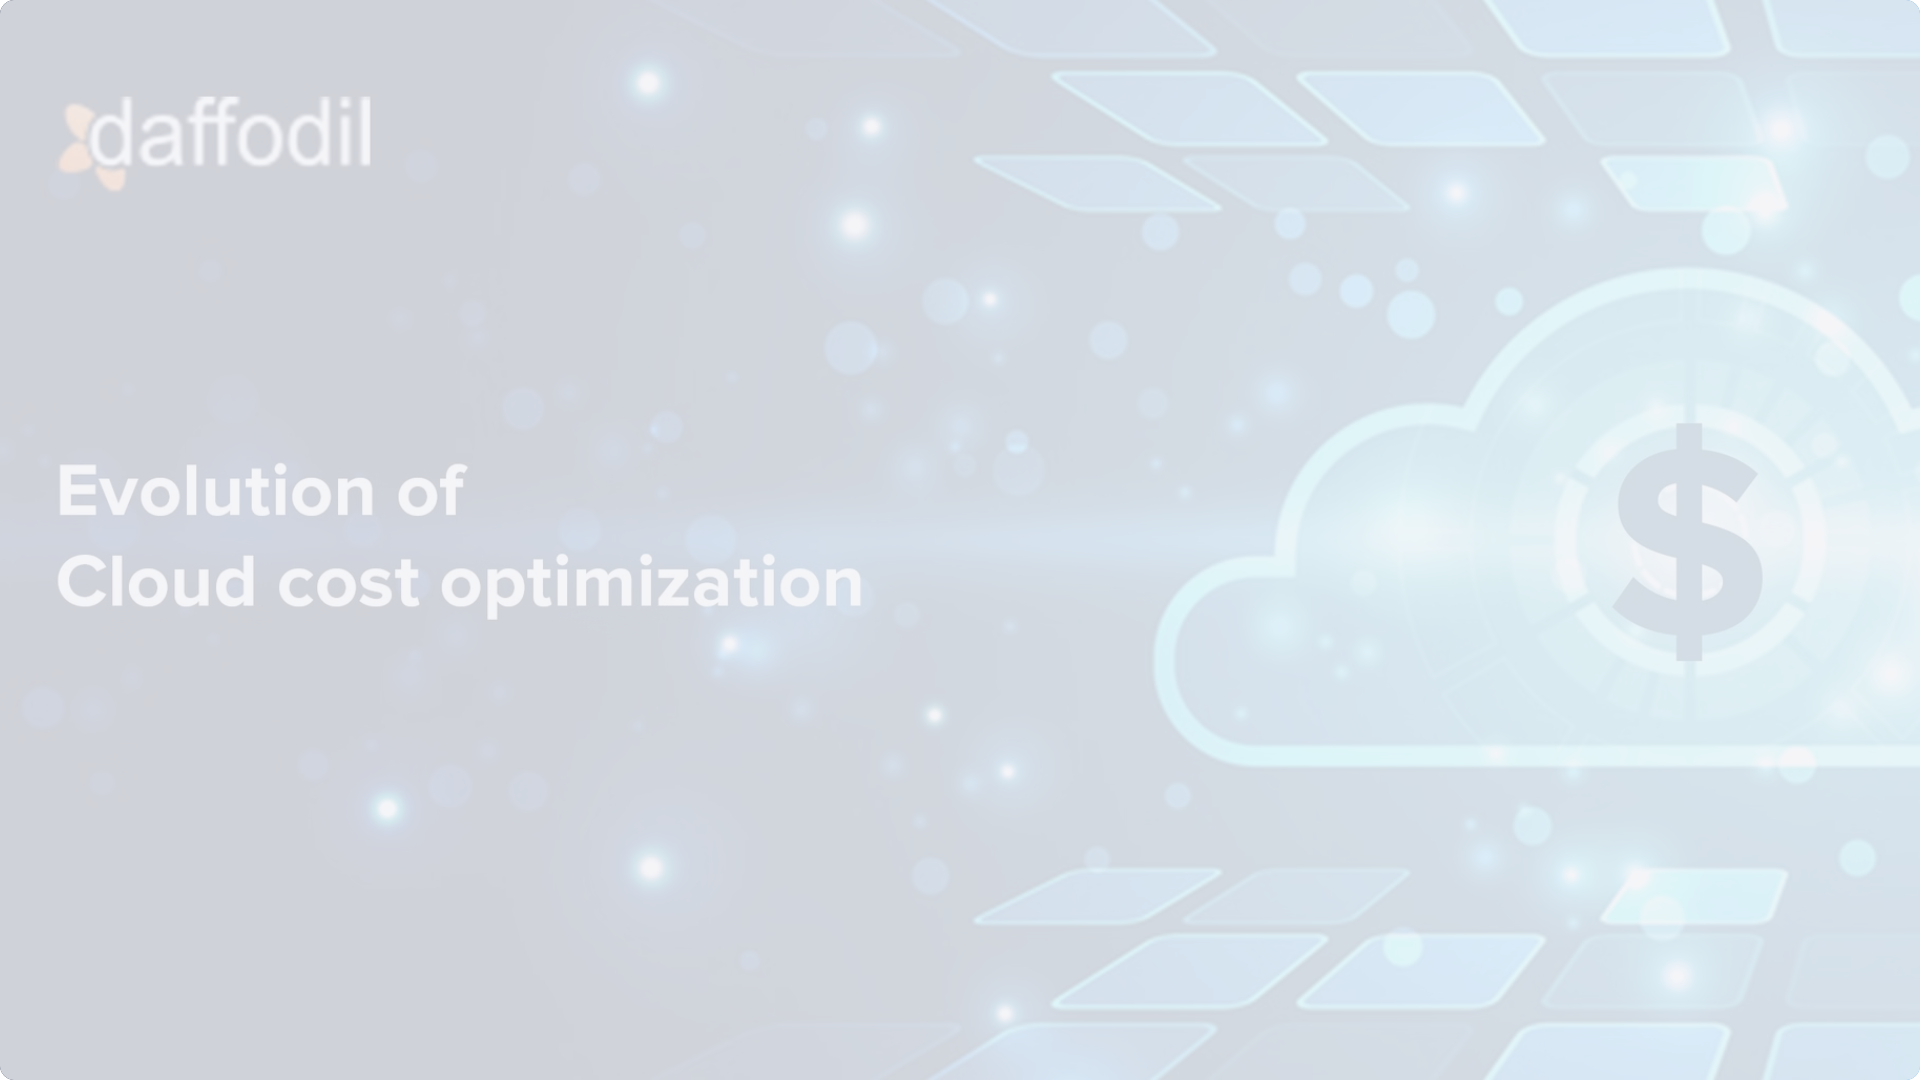 daffodil
Evolution of
Cloud cost optimization
$